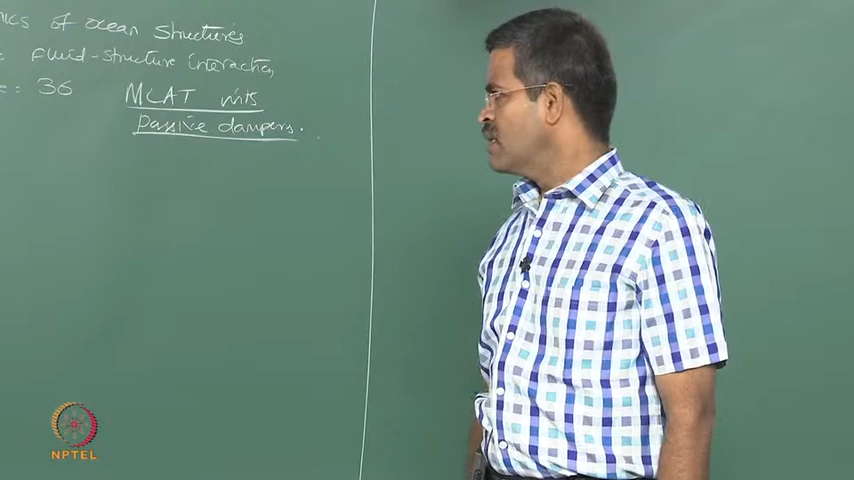 of ocean structures
Fluid-structure interaction
: 36
MLAT with
Passive dampers.
NPTEL